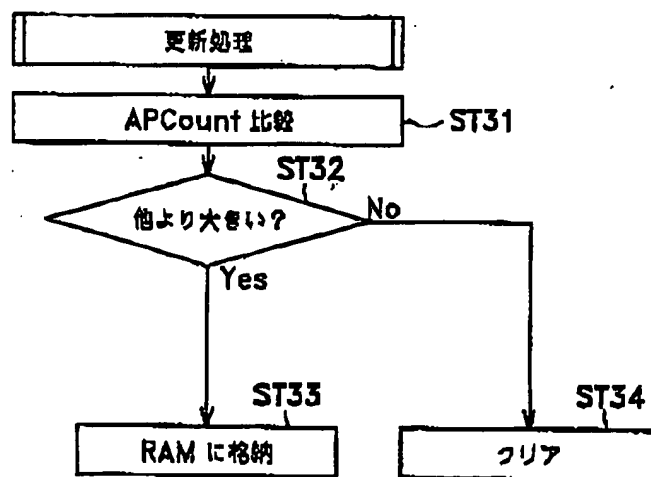 更新処理
APCount 比較
ST31
ST32
他より大きい?
No
Yes
ST33
RAM に格納
ST34
クリア